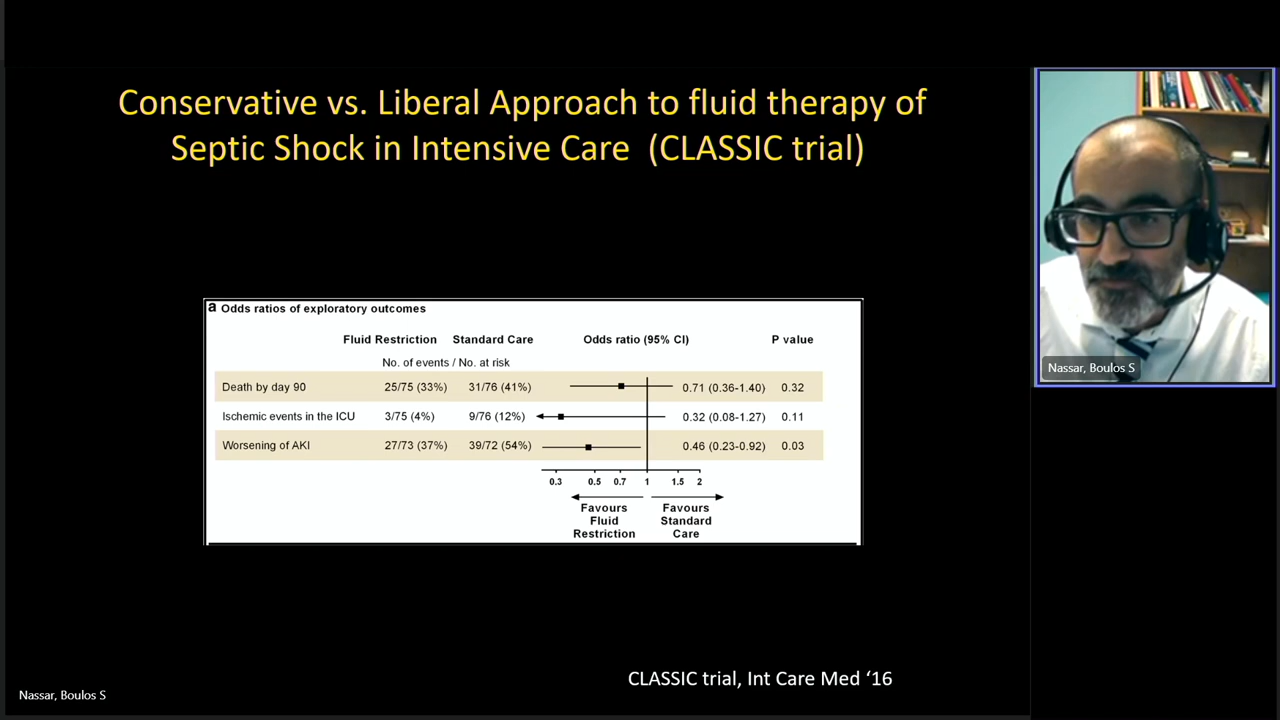 Conservative vs. Liberal Approach to fluid therapy of
Septic Shock in Intensive Care (CLASSIC trial)
a Odds ratios of exploratory outcomes
Fluid Restriction Standard Care Odds ratio (95% CI) P value
No. of events / No. at risk
Death by day 90 25/75 (33%) 31/76 (41%) 0.71 (0.36-1.40) 0.32
Ischemic events in the ICU 3/75 (4%) 9/76 (12%) 0.32 (0.08-1.27) 0.11
Worsening of AKI 27/73 (37%) 39/72 (54%) 0.46 (0.23-0.92) 0.03
0.3 0.5 0.7 1 1.5 2
Favours Favours
Fluid Standard
Restriction Care
CLASSIC trial, Int Care Med ‘16
Nassar, Boulos S
Nassar, Boulos S